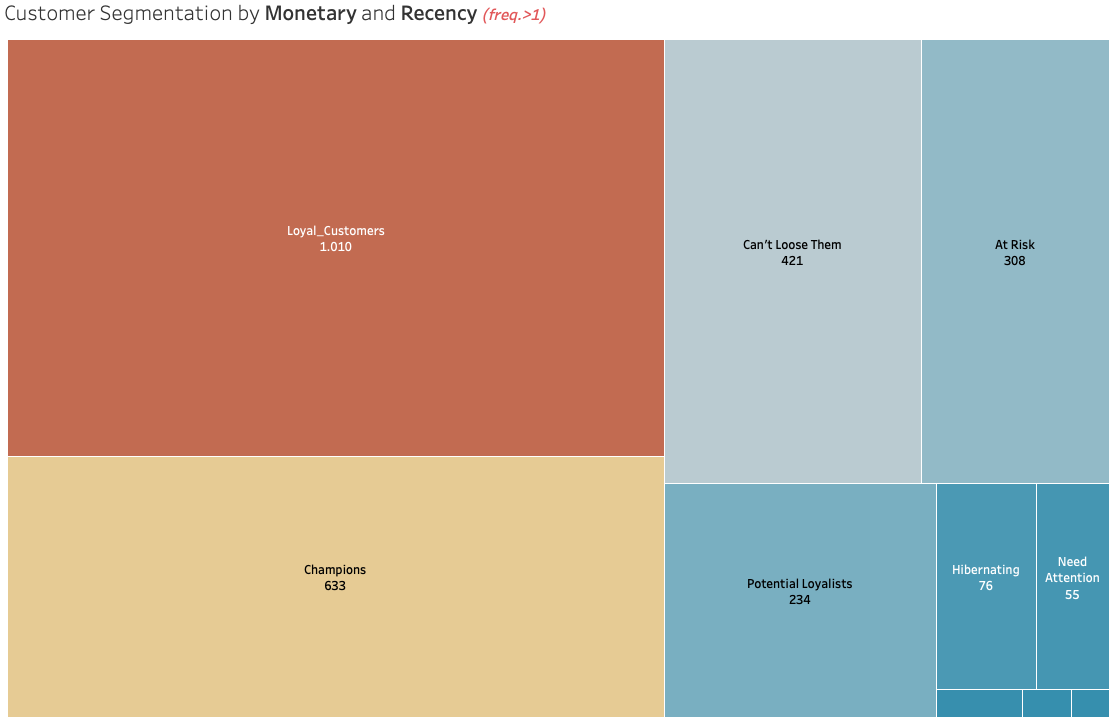 Customer Segmentation by Monetary and Recency (freq.>1)
Loyal_Customers
1.010
Can't Loose Them
421
At Risk
308
Champions
633
Potential Loyalists
234
Hibernating
76
Need
Attention
55